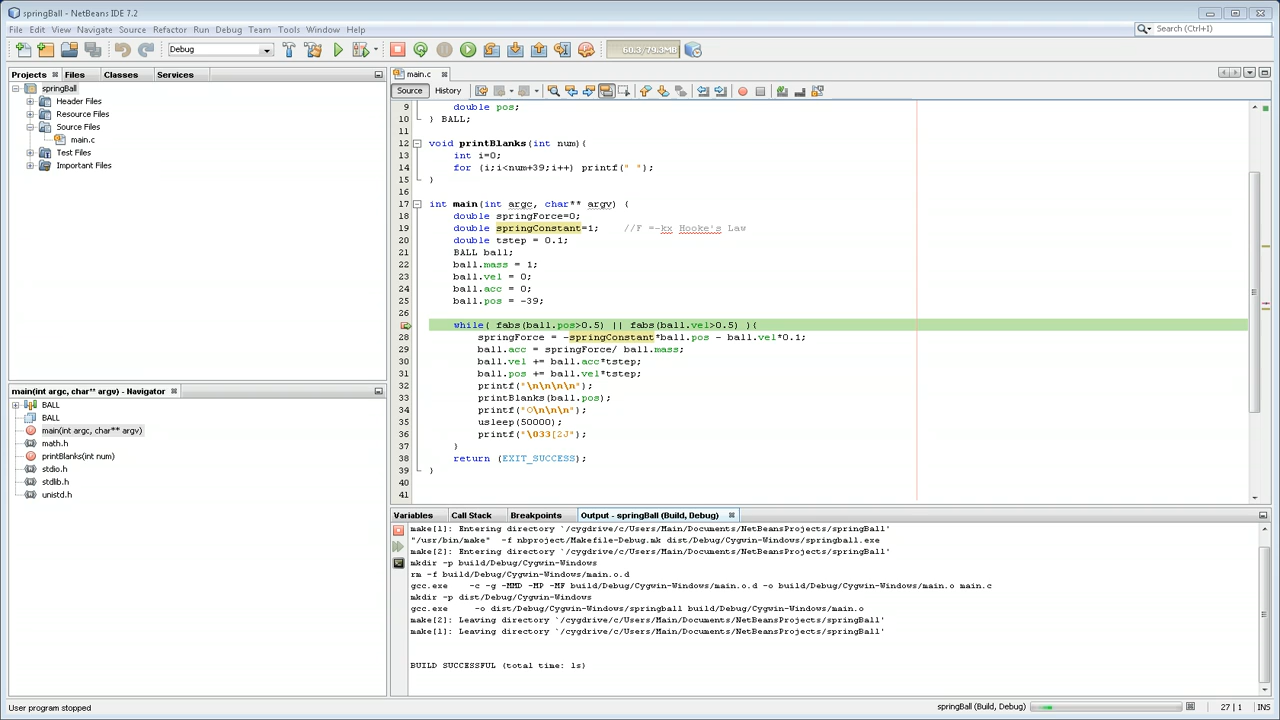 springBall - NetBeans IDE 7.2
File Edit View Navigate Source Refactor Run Debug Team Tools Window Help
Search (Ctrl+I)
Debug
60.3/79.3MB
Projects Files Classes Services
springBall
Header Files
Resource Files
Source Files
main.c
Test Files
Important Files
main(int argc, char** argv) - Navigator
BALL
BALL
main(int argc, char** argv)
math.h
printBlanks(int num)
stdio.h
stdlib.h
unistd.h
main.c
Source History
9 double pos;
10 } BALL;
11
12 void printBlanks(int num){
13 int i=0;
14 for (i;i<num+39;i++) printf(" ");
15 }
16
17 int main(int argc, char** argv) {
18 double springForce=0;
19 double springConstant=1; //F =-kx Hooke's Law
20 double tstep = 0.1;
21 BALL ball;
22 ball.mass = 1;
23 ball.vel = 0;
24 ball.acc = 0;
25 ball.pos = -39;
26
while( fabs(ball.pos>0.5) || fabs(ball.vel>0.5) ){
28 springForce = -springConstant*ball.pos - ball.vel*0.1;
29 ball.acc = springForce/ ball.mass;
30 ball.vel += ball.acc*tstep;
31 ball.pos += ball.vel*tstep;
32 printf("\n\n\n\n");
33 printBlanks(ball.pos);
34 printf("O\n\n\n");
35 usleep(50000);
36 printf("\033[2J");
37 }
38 return (EXIT_SUCCESS);
39 }
40
41
Variables Call Stack Breakpoints Output - springBall (Build, Debug)
make[1]: Entering directory `/cygdrive/c/Users/Main/Documents/NetBeansProjects/springBall'
"/usr/bin/make" -f nbproject/Makefile-Debug.mk dist/Debug/Cygwin-Windows/springball.exe
make[2]: Entering directory `/cygdrive/c/Users/Main/Documents/NetBeansProjects/springBall'
mkdir -p build/Debug/Cygwin-Windows
rm -f build/Debug/Cygwin-Windows/main.o.d
gcc.exe -c -g -MMD -MP -MF build/Debug/Cygwin-Windows/main.o.d -o build/Debug/Cygwin-Windows/main.o main.c
mkdir -p dist/Debug/Cygwin-Windows
gcc.exe -o dist/Debug/Cygwin-Windows/springball build/Debug/Cygwin-Windows/main.o
make[2]: Leaving directory `/cygdrive/c/Users/Main/Documents/NetBeansProjects/springBall'
make[1]: Leaving directory `/cygdrive/c/Users/Main/Documents/NetBeansProjects/springBall'
BUILD SUCCESSFUL (total time: 1s)
User program stopped
springBall (Build, Debug)
27 | 1
INS